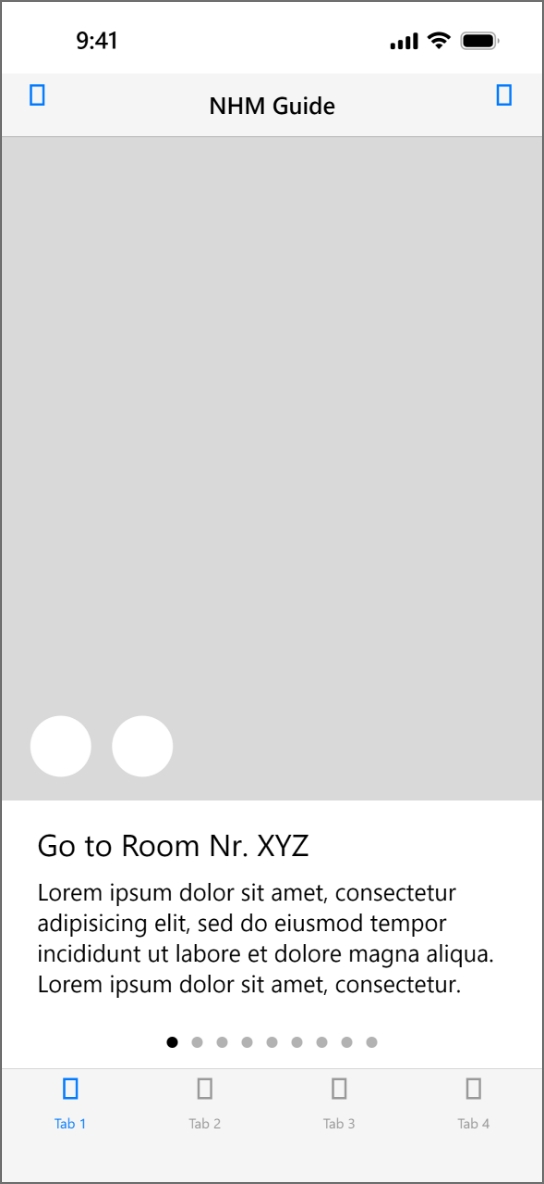 9:41
NHM Guide
Go to Room Nr. XYZ
Lorem ipsum dolor sit amet, consectetur
adipisicing elit, sed do eiusmod tempor
incididunt ut labore et dolore magna aliqua.
Lorem ipsum dolor sit amet, consectetur.
Tab 1
Tab 2
Tab 3
Tab 4